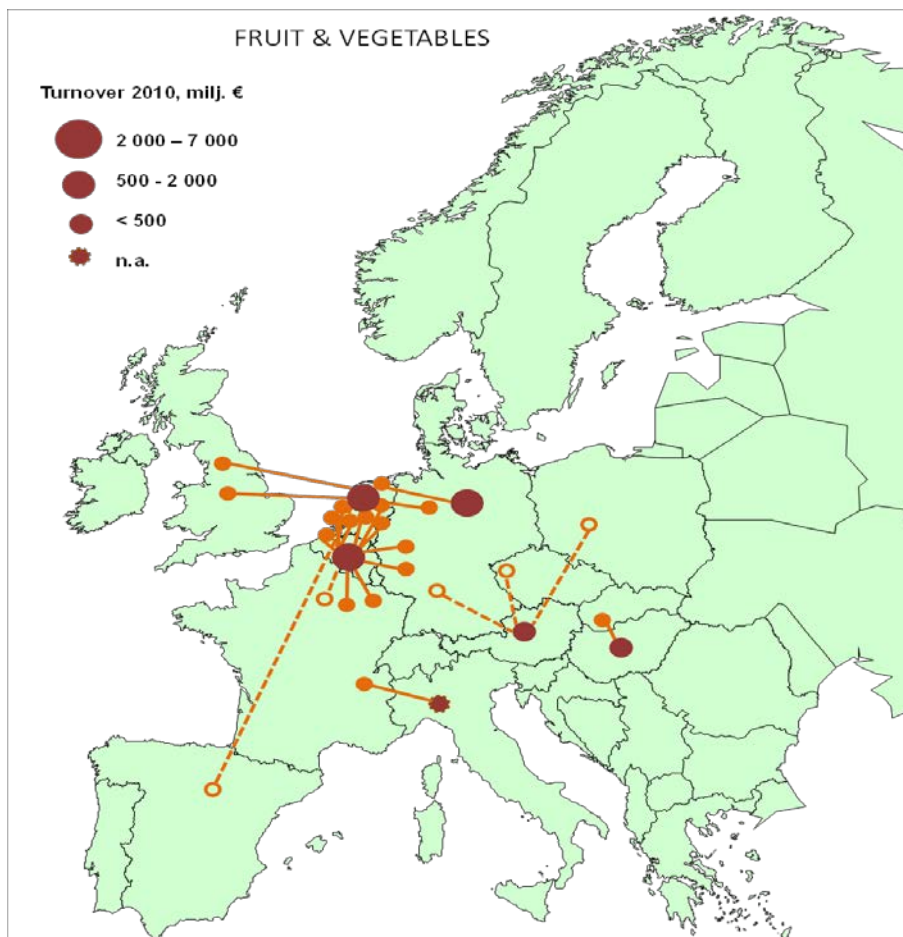 FRUIT & VEGETABLES
Turnover 2010, milj. €
2 000 – 7 000
500 - 2 000
< 500
n.a.